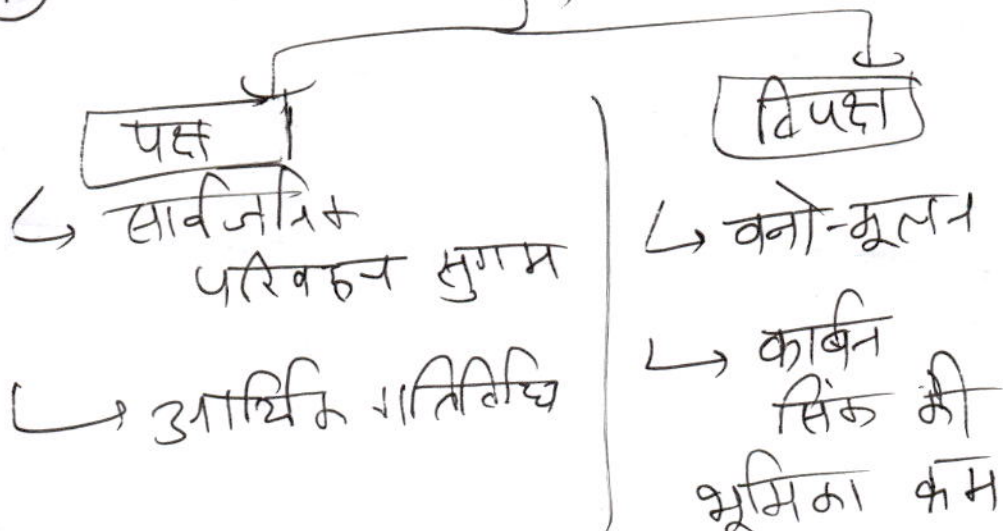 पक्ष
सार्वजनिक
परिवहन सुगम
आर्थिक गतिविधि
विपक्ष
वनोन्मूलन
कार्बन
सिंक की
भूमिका कम